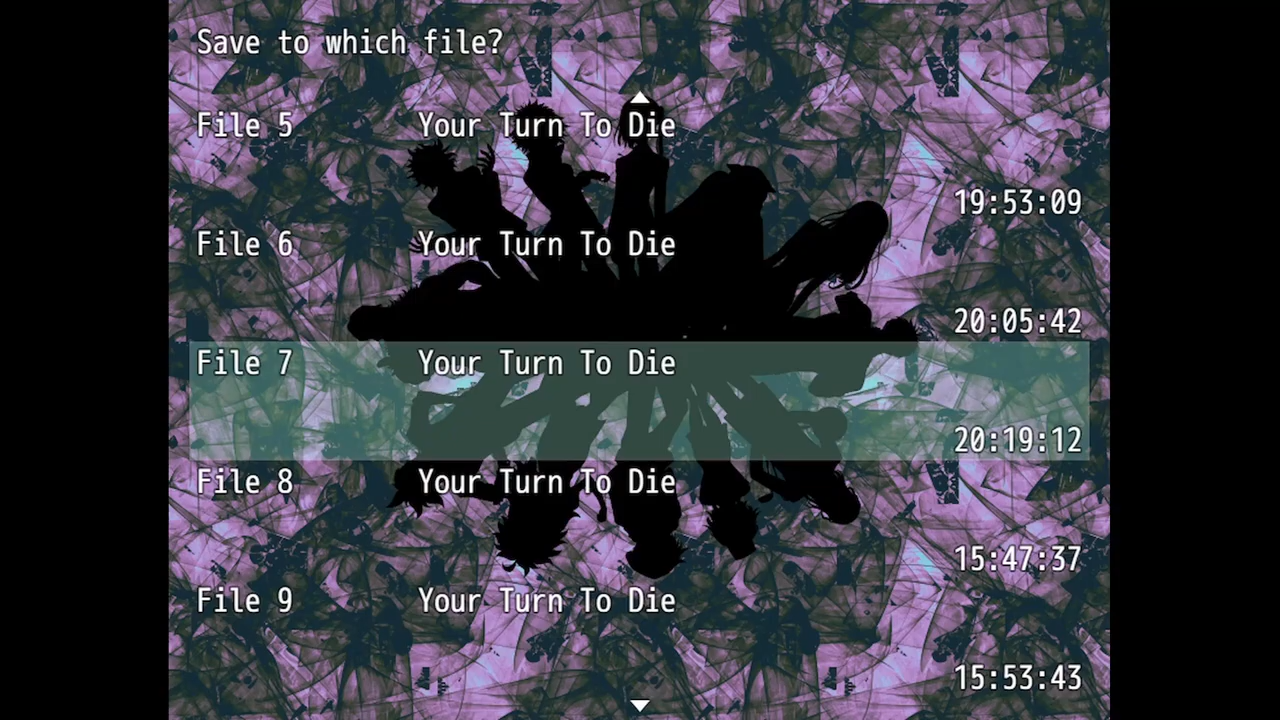 Save to which file?
File 5 Your Turn To Die
19:53:09
File 6 Your Turn To Die
20:05:42
File 7 Your Turn To Die
20:19:12
File 8 Your Turn To Die
15:47:37
File 9 Your Turn To Die
15:53:43